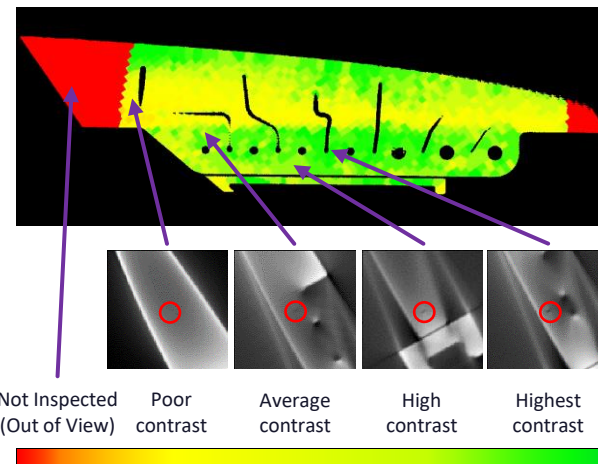 Not Inspected
(Out of View)
Poor
contrast
Average
contrast
High
contrast
Highest
contrast